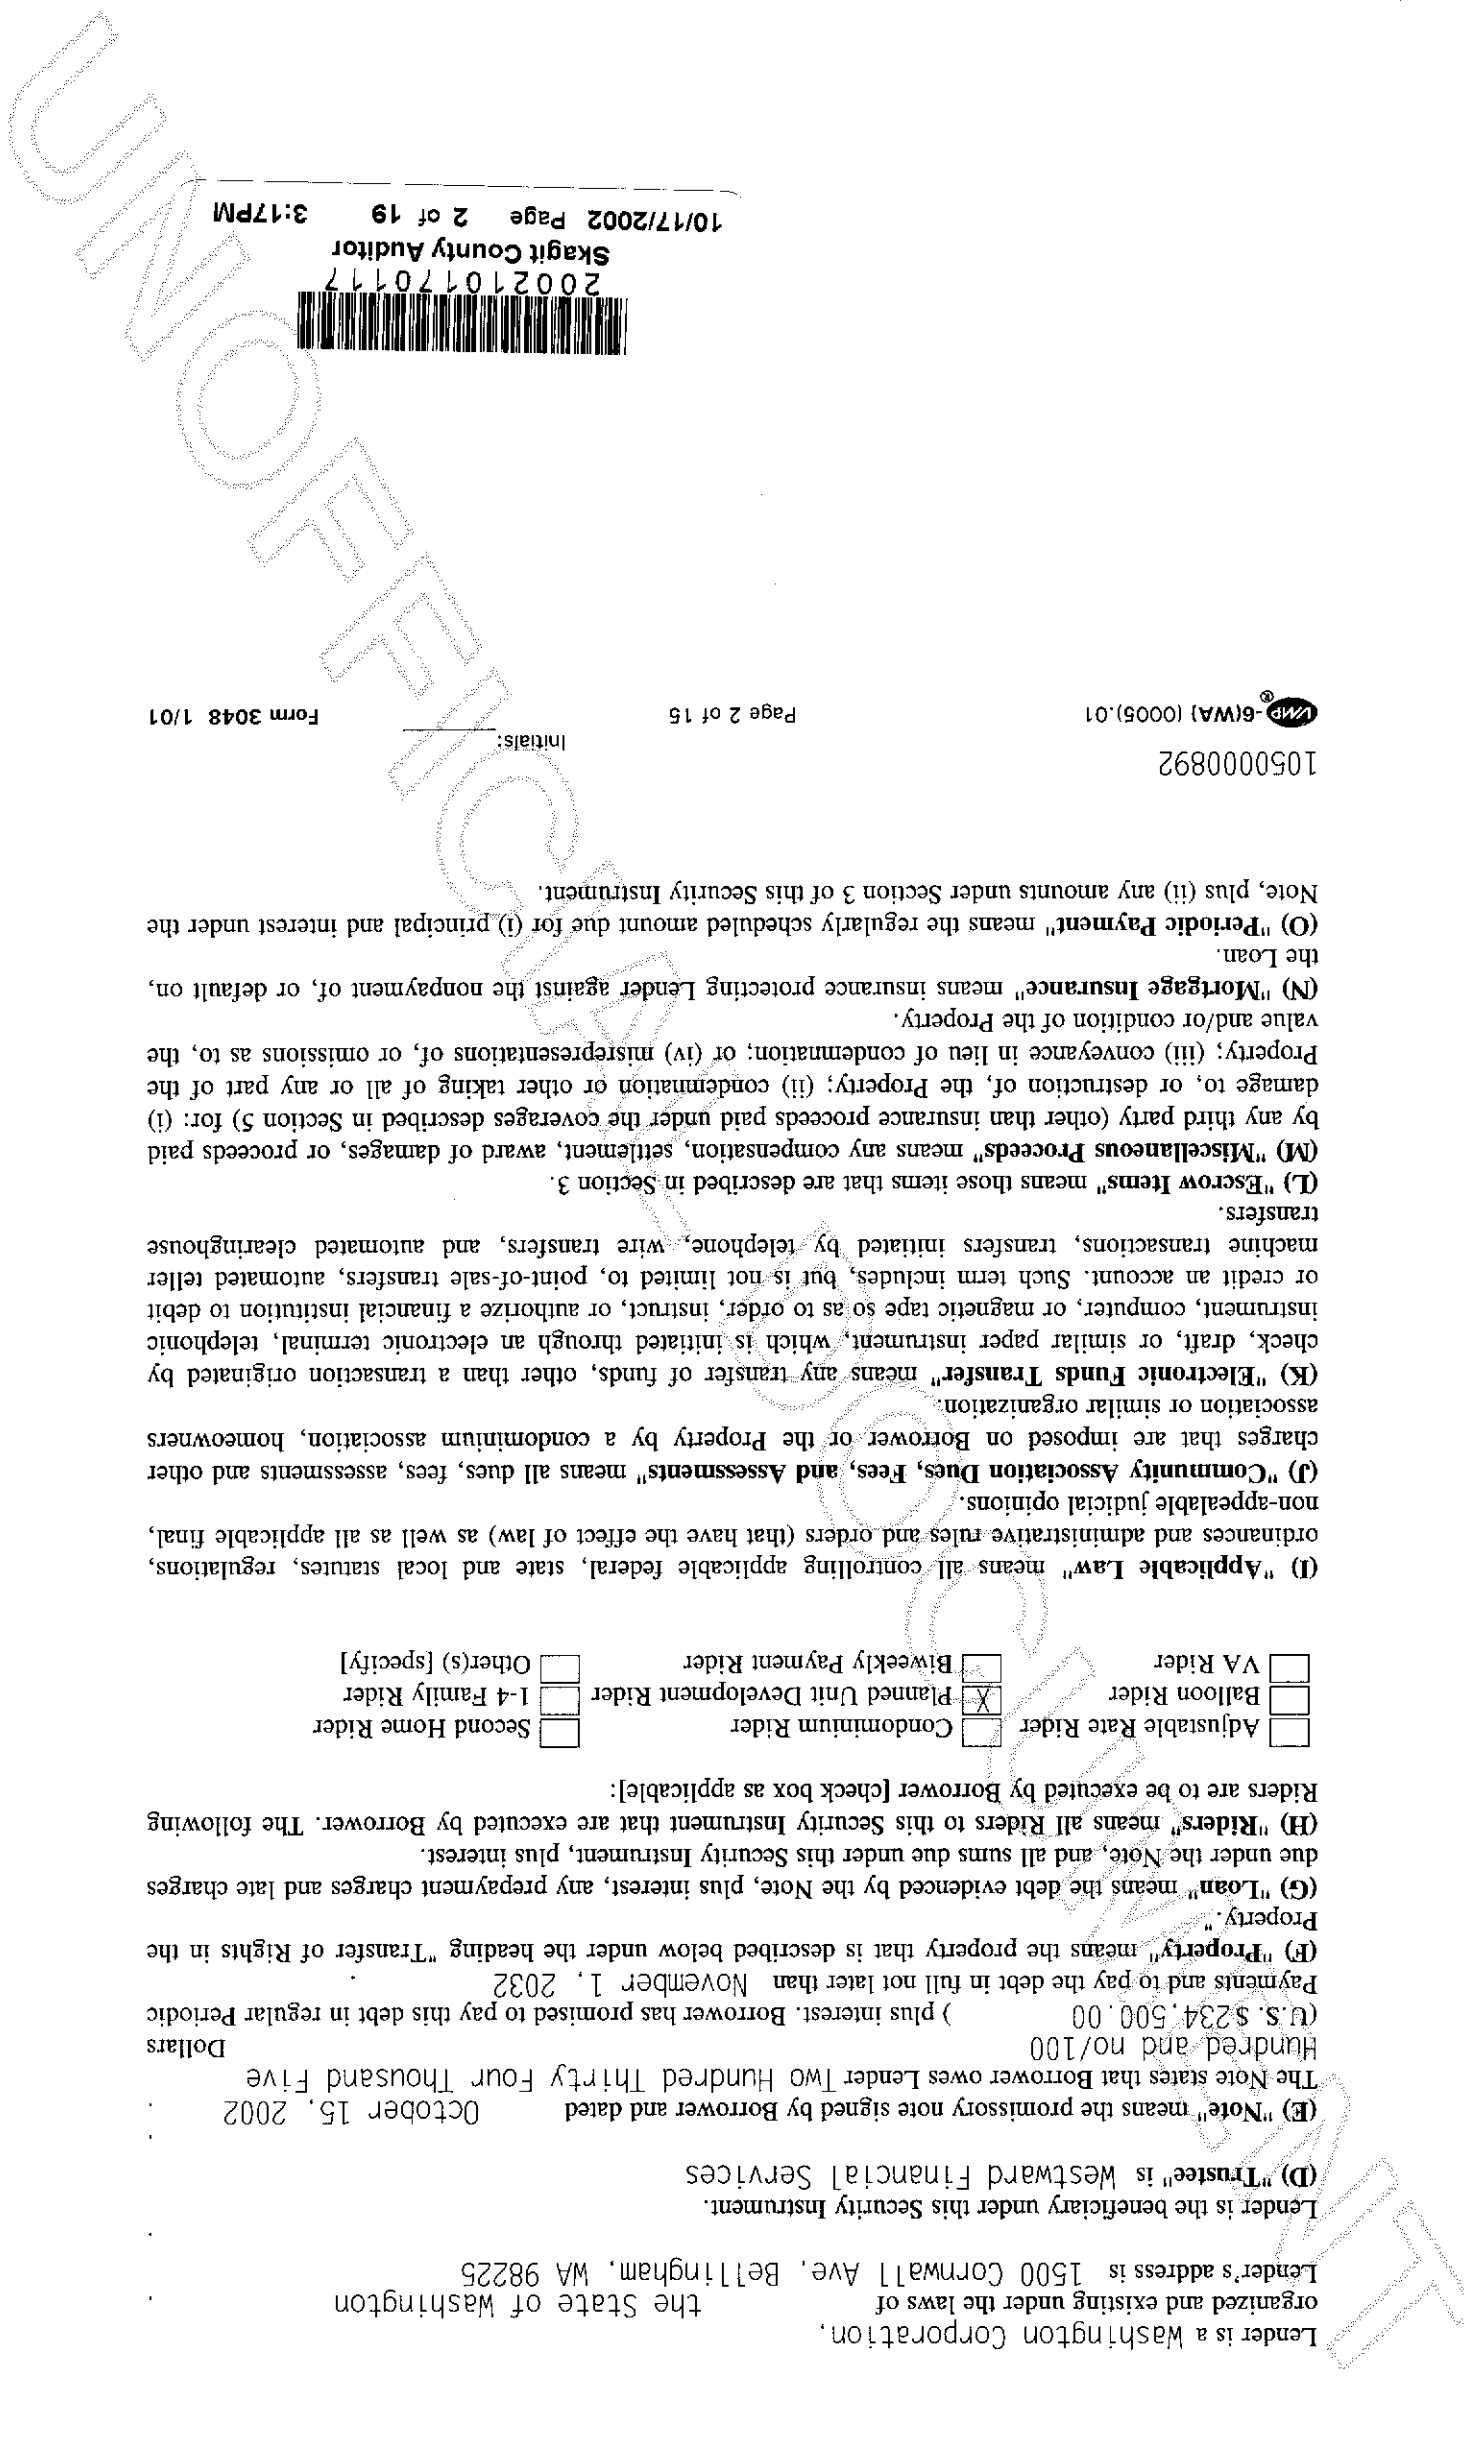 Lender is a Washington Corporation,
organized and existing under the laws of the State of Washington .
Lender's address is 1500 Cornwall Ave. Bellingham, WA 98225
.
Lender is the beneficiary under this Security Instrument.
(D) "Trustee" is Westward Financial Services
.
(E) "Note" means the promissory note signed by Borrower and dated October 15, 2002 .
The Note states that Borrower owes Lender Two Hundred Thirty Four Thousand Five
Hundred and no/100 Dollars
(U.S. $234,500.00 ) plus interest. Borrower has promised to pay this debt in regular Periodic
Payments and to pay the debt in full not later than November 1, 2032 .
(F) "Property" means the property that is described below under the heading "Transfer of Rights in the
Property."
(G) "Loan" means the debt evidenced by the Note, plus interest, any prepayment charges and late charges
due under the Note, and all sums due under this Security Instrument, plus interest.
(H) "Riders" means all Riders to this Security Instrument that are executed by Borrower. The following
Riders are to be executed by Borrower [check box as applicable]:
Adjustable Rate Rider Condominium Rider Second Home Rider
Balloon Rider X Planned Unit Development Rider 1-4 Family Rider
VA Rider Biweekly Payment Rider Other(s) [specify]
(I) "Applicable Law" means all controlling applicable federal, state and local statutes, regulations,
ordinances and administrative rules and orders (that have the effect of law) as well as all applicable final,
non-appealable judicial opinions.
(J) "Community Association Dues, Fees, and Assessments" means all dues, fees, assessments and other
charges that are imposed on Borrower or the Property by a condominium association, homeowners
association or similar organization.
(K) "Electronic Funds Transfer" means any transfer of funds, other than a transaction originated by
check, draft, or similar paper instrument, which is initiated through an electronic terminal, telephonic
instrument, computer, or magnetic tape so as to order, instruct, or authorize a financial institution to debit
or credit an account. Such term includes, but is not limited to, point-of-sale transfers, automated teller
machine transactions, transfers initiated by telephone, wire transfers, and automated clearinghouse
transfers.
(L) "Escrow Items" means those items that are described in Section 3.
(M) "Miscellaneous Proceeds" means any compensation, settlement, award of damages, or proceeds paid
by any third party (other than insurance proceeds paid under the coverages described in Section 5) for: (i)
damage to, or destruction of, the Property; (ii) condemnation or other taking of all or any part of the
Property; (iii) conveyance in lieu of condemnation; or (iv) misrepresentations of, or omissions as to, the
value and/or condition of the Property.
(N) "Mortgage Insurance" means insurance protecting Lender against the nonpayment of, or default on,
the Loan.
(O) "Periodic Payment" means the regularly scheduled amount due for (i) principal and interest under the
Note, plus (ii) any amounts under Section 3 of this Security Instrument.
1050000892
Initials:
VMP®-6(WA) (0005).01 Page 2 of 15 Form 3048 1/01
200210170117
Skagit County Auditor
10/17/2002 Page 2 of 19 3:17PM
UNOFFICIAL DOCUMENT